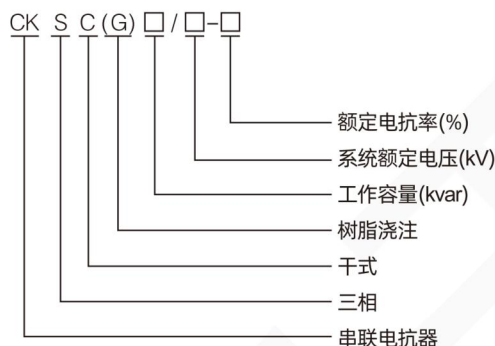 CK S C (G) □ / □-□
额定电抗率(%)
系统额定电压(kV)
工作容量(kvar)
树脂浇注
干式
三相
串联电抗器